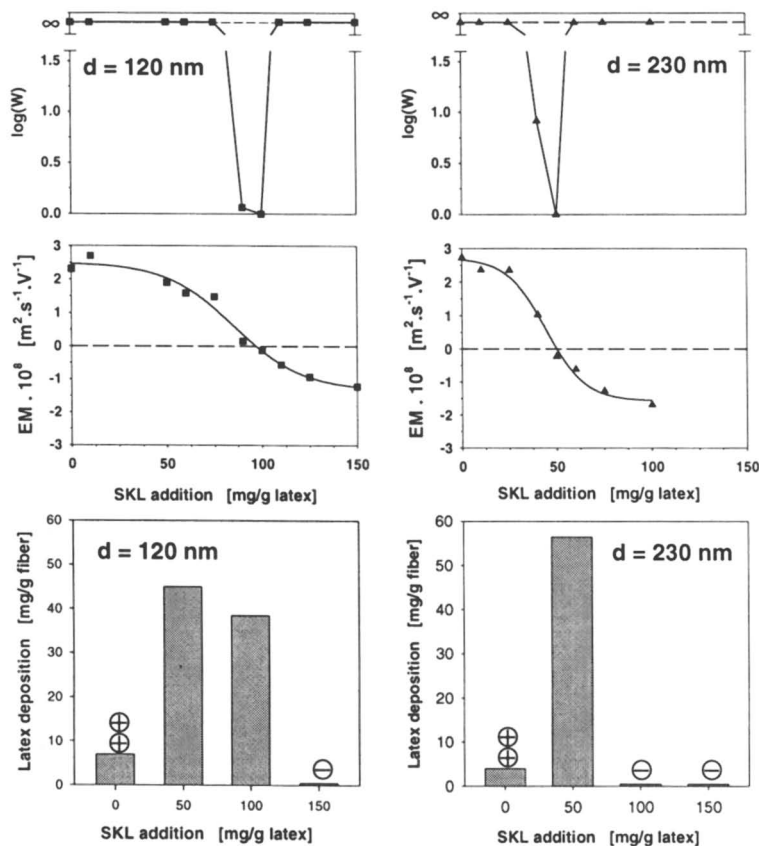 ∞
d = 120 nm
log(W)
1.5
1.0
0.5
0.0
∞
d = 230 nm
log(W)
1.5
1.0
0.5
0.0
EM . 10⁸ [m².s⁻¹.V⁻¹]
3
2
1
0
-1
-2
-3
0 50 100 150
SKL addition [mg/g latex]
EM . 10⁸ [m².s⁻¹.V⁻¹]
3
2
1
0
-1
-2
-3
0 50 100 150
SKL addition [mg/g latex]
Latex deposition [mg/g fiber]
60
50
40
30
20
10
0
d = 120 nm
⊕
⊕
⊖
0 50 100 150
SKL addition [mg/g latex]
Latex deposition [mg/g fiber]
60
50
40
30
20
10
0
d = 230 nm
⊕
⊕
⊖ ⊖
0 50 100 150
SKL addition [mg/g latex]